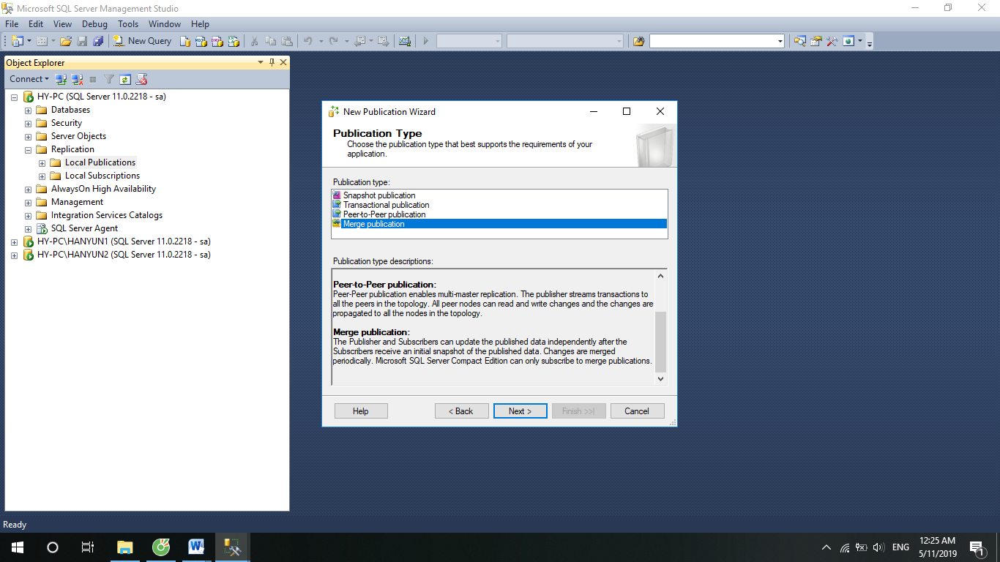 Microsoft SQL Server Management Studio
File Edit View Debug Tools Window Help
New Query
Object Explorer
Connect
HY-PC (SQL Server 11.0.2218 - sa)
Databases
Security
Server Objects
Replication
Local Publications
Local Subscriptions
AlwaysOn High Availability
Management
Integration Services Catalogs
SQL Server Agent
HY-PC\HANYUN1 (SQL Server 11.0.2218 - sa)
HY-PC\HANYUN2 (SQL Server 11.0.2218 - sa)
New Publication Wizard
Publication Type
Choose the publication type that best supports the requirements of your
application.
Publication type:
Snapshot publication
Transactional publication
Peer-to-Peer publication
Merge publication
Publication type descriptions:
Peer-to-Peer publication:
Peer-Peer publication enables multi-master replication. The publisher streams transactions to
all the peers in the topology. All peer nodes can read and write changes and the changes are
propagated to all the nodes in the topology.
Merge publication:
The Publisher and Subscribers can update the published data independently after the
Subscribers receive an initial snapshot of the published data. Changes are merged
periodically. Microsoft SQL Server Compact Edition can only subscribe to merge publications.
Help < Back Next > Finish >>| Cancel
Ready
ENG
12:25 AM
5/11/2019
1